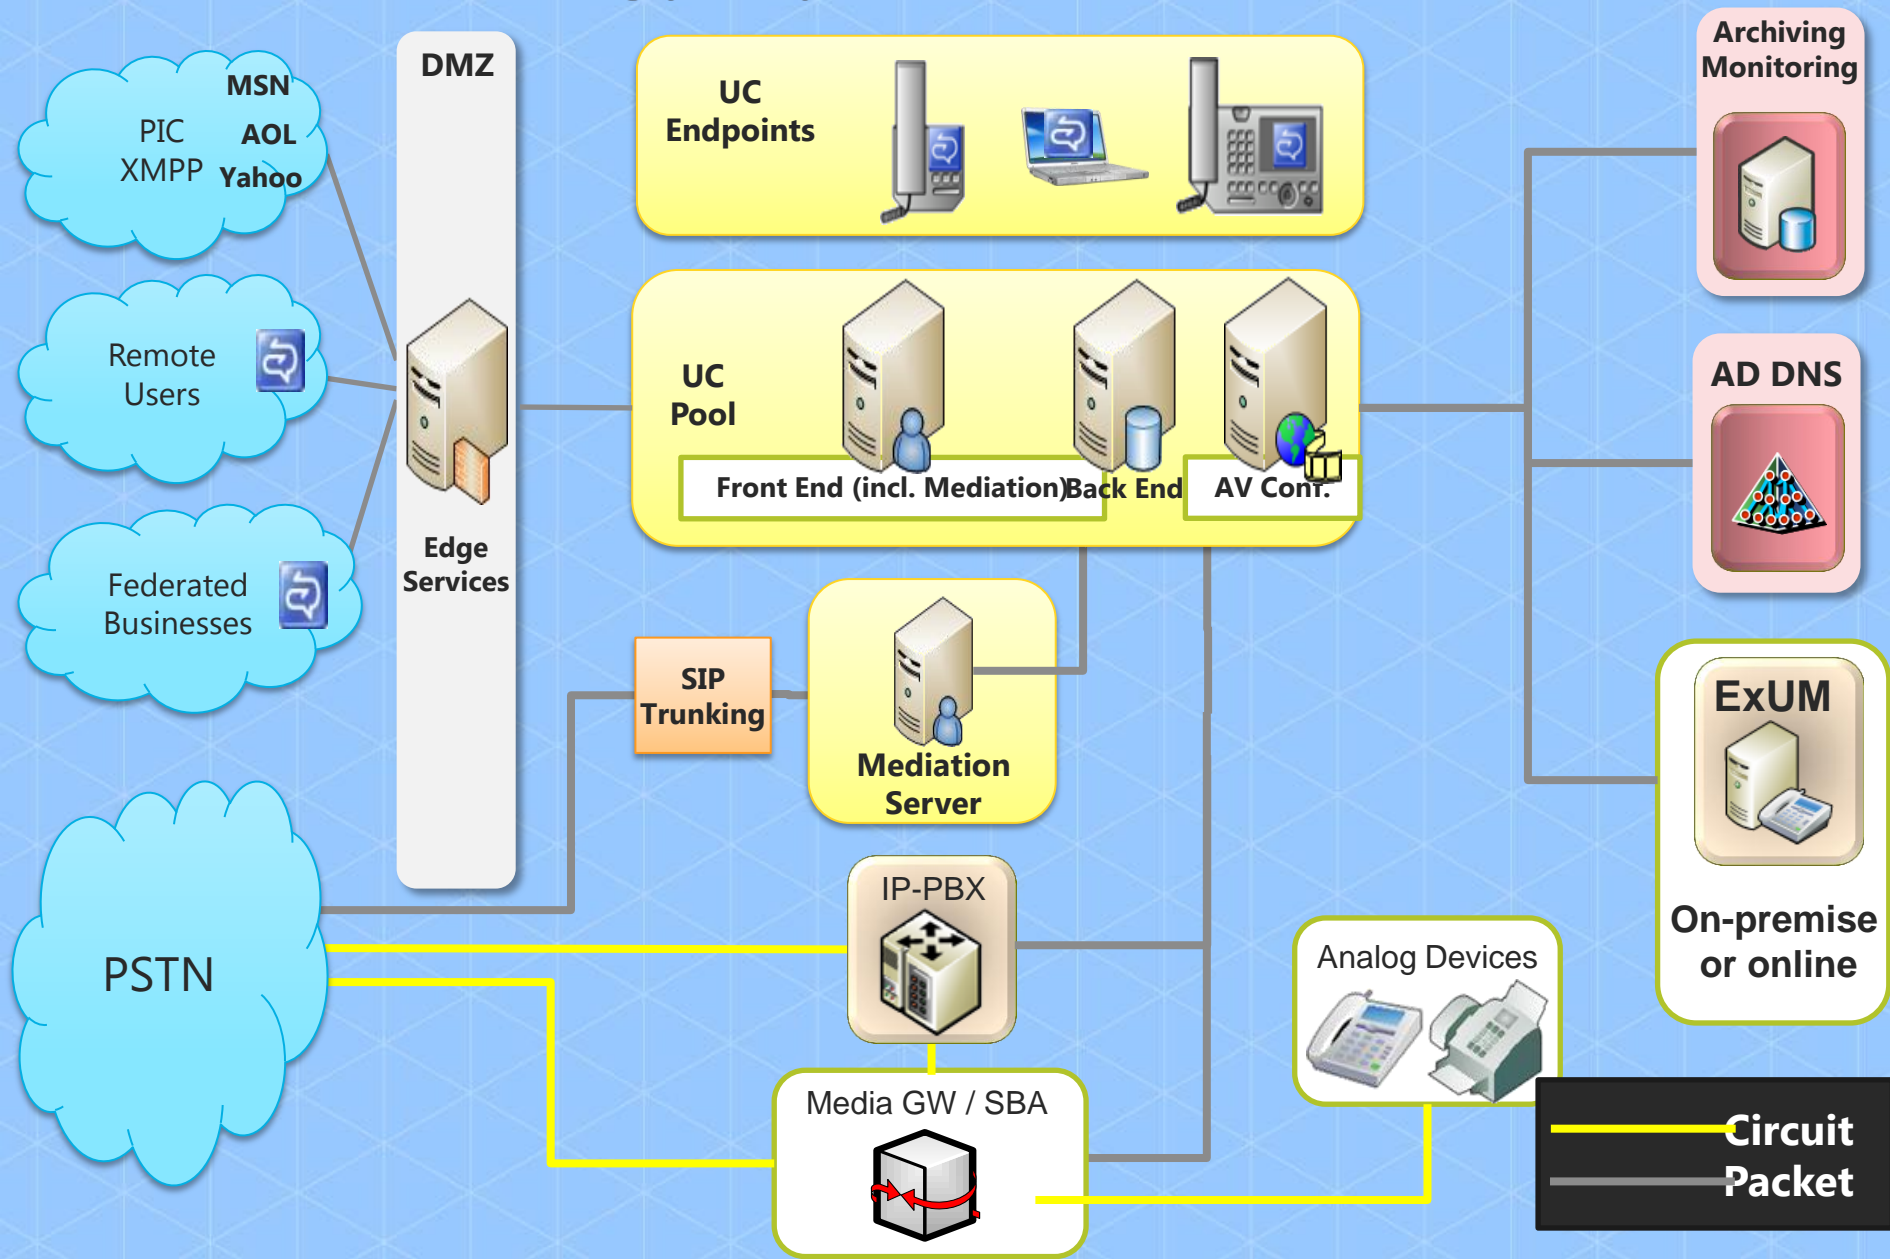 MSN
PIC
AOL
XMPP
Yahoo
Remote
Users
Federated
Businesses
PSTN
DMZ
Edge
Services
UC
Endpoints
UC
Pool
Front End (incl. Mediation)
Back End
AV Conf.
SIP
Trunking
Mediation
Server
IP-PBX
Media GW / SBA
Analog Devices
Archiving
Monitoring
AD DNS
ExUM
On-premise
or online
Circuit
Packet